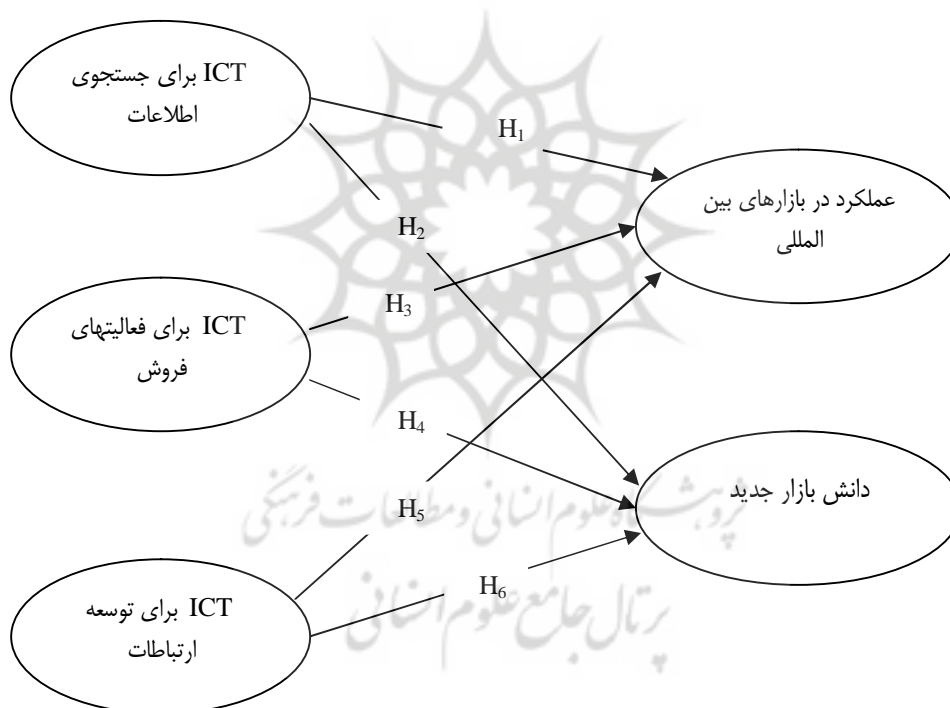 ICT برای جستجوی
اطلاعات
H1
عملکرد در بازارهای بین
المللی
H2
H3
ICT برای فعالیتهای
فروش
H4
دانش بازار جدید
H5
پژوهشگاه علوم انسانی و مطالعات فرهنگی
H6
ICT برای توسعه
ارتباطات
پرتال جامع علوم انسانی